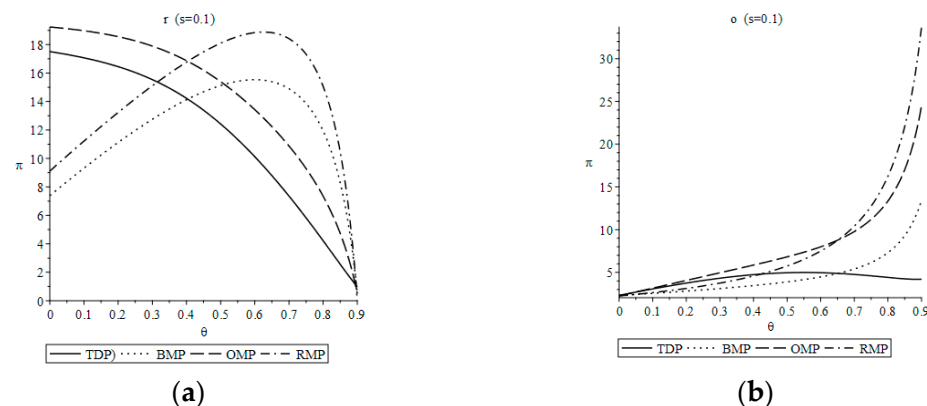 r (s=0.1)
18
16
14
12
π
10
8
6
4
2
0
0 0.1 0.2 0.3 0.4 0.5 0.6 0.7 0.8 0.9
θ
TDP) BMP OMP RMP
(a)
o (s=0.1)
30
25
20
π
15
10
5
0 0.1 0.2 0.3 0.4 0.5 0.6 0.7 0.8 0.9
θ
TDP BMP OMP RMP
(b)